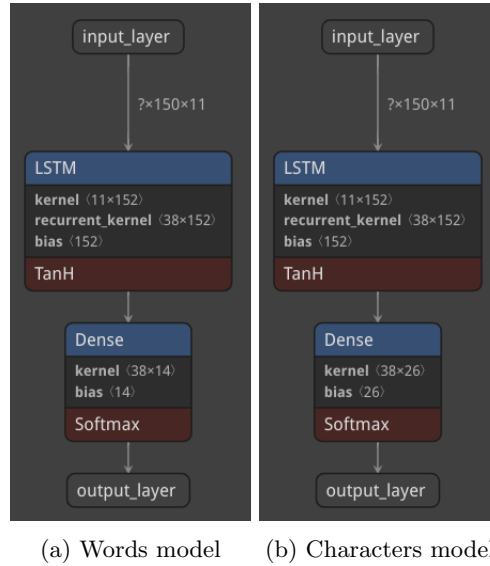 input_layer
?×150×11
LSTM
kernel ⟨11×152⟩
recurrent_kernel ⟨38×152⟩
bias ⟨152⟩
TanH
Dense
kernel ⟨38×14⟩
bias ⟨14⟩
Softmax
output_layer
(a) Words model
input_layer
?×150×11
LSTM
kernel ⟨11×152⟩
recurrent_kernel ⟨38×152⟩
bias ⟨152⟩
TanH
Dense
kernel ⟨38×26⟩
bias ⟨26⟩
Softmax
output_layer
(b) Characters model